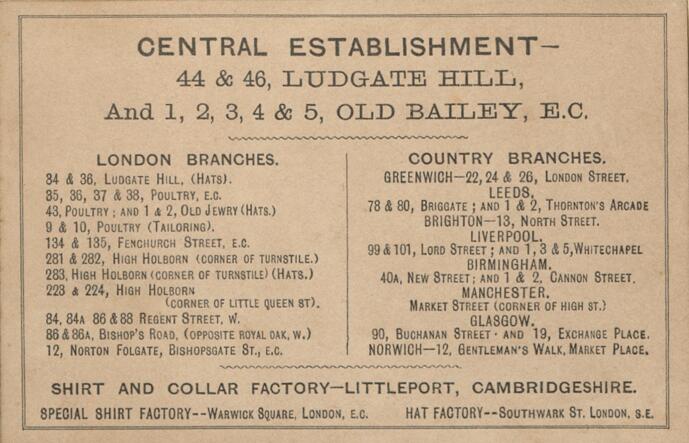 CENTRAL ESTABLISHMENT—
44 & 46, LUDGATE HILL,
And 1, 2, 3, 4 & 5, OLD BAILEY, E.C.
LONDON BRANCHES.
34 & 36, LUDGATE HILL, (HATS).
35, 36, 37 & 38, POULTRY, E.C.
43, POULTRY; AND 1 & 2, OLD JEWRY (HATS.)
9 & 10, POULTRY (TAILORING).
134 & 135, FENCHURCH STREET, E.C.
281 & 282, HIGH HOLBORN (CORNER OF TURNSTILE.)
283, HIGH HOLBORN (CORNER OF TURNSTILE) (HATS.)
223 & 224, HIGH HOLBORN
(CORNER OF LITTLE QUEEN ST).
84, 84A 86 & 88 REGENT STREET, W.
86 & 86A, BISHOP'S ROAD, (OPPOSITE ROYAL OAK, W.)
12, NORTON FOLGATE, BISHOPSGATE ST., E.C.
COUNTRY BRANCHES.
GREENWICH—22, 24 & 26, LONDON STREET.
LEEDS.
78 & 80, BRIGGATE; AND 1 & 2, THORNTON'S ARCADE
BRIGHTON—13, NORTH STREET.
LIVERPOOL.
99 & 101, LORD STREET; AND 1, 3 & 5, WHITECHAPEL
BIRMINGHAM.
40A, NEW STREET; AND 1 & 2, CANNON STREET.
MANCHESTER.
MARKET STREET (CORNER OF HIGH ST.)
GLASGOW.
90, BUCHANAN STREET · AND 19, EXCHANGE PLACE.
NORWICH—12, GENTLEMAN'S WALK, MARKET PLACE.
SHIRT AND COLLAR FACTORY—LITTLEPORT, CAMBRIDGESHIRE.
SPECIAL SHIRT FACTORY--WARWICK SQUARE, LONDON, E.C. HAT FACTORY--SOUTHWARK ST. LONDON, S.E.